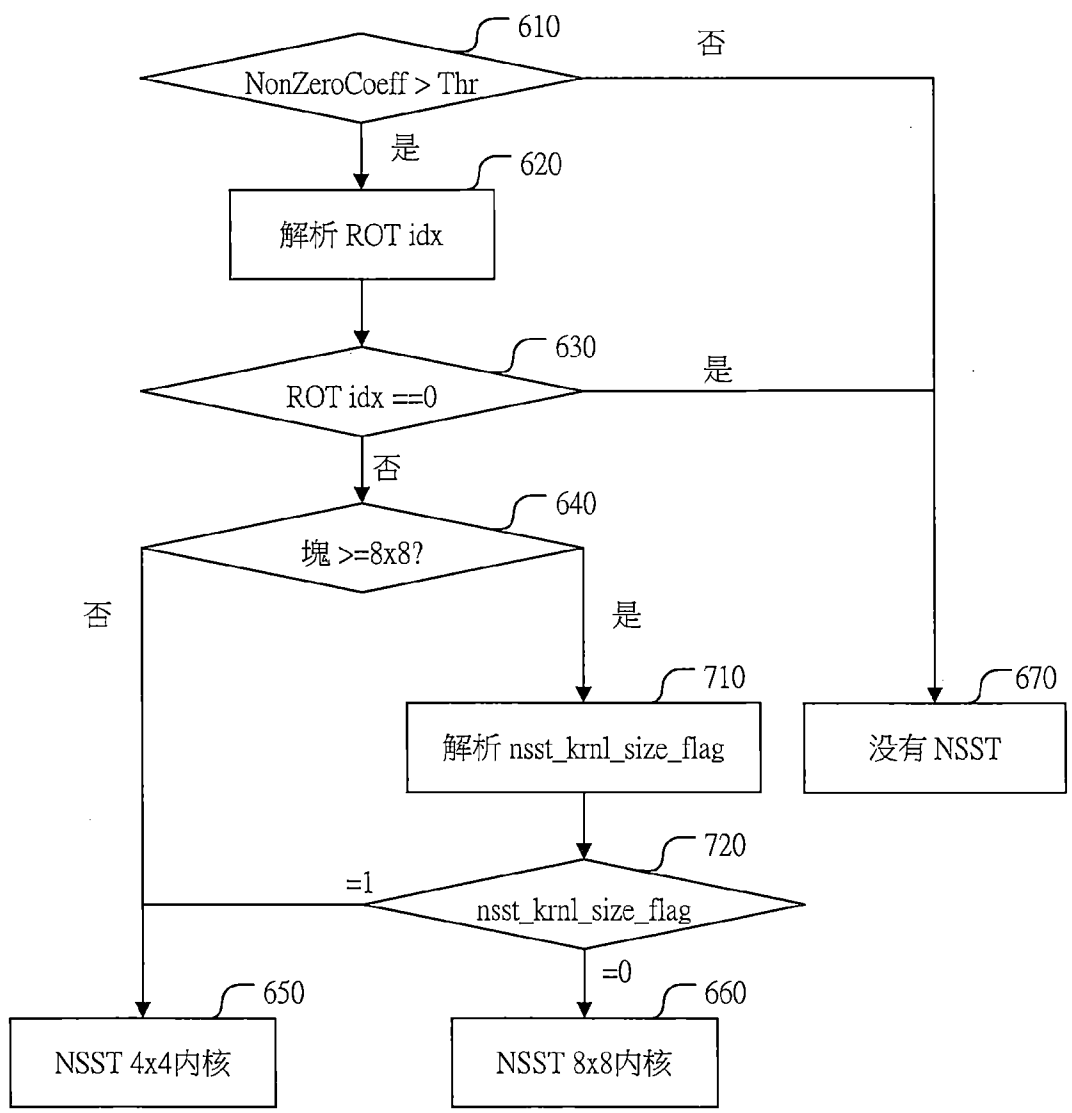 610
否
NonZeroCoeff > Thr
是
620
解析 ROT idx
630
是
ROT idx ==0
否
640
塊 >=8x8?
否
是
710
670
解析 nsst_krnl_size_flag
没有 NSST
720
=1
nsst_krnl_size_flag
=0
650
660
NSST 4x4内核
NSST 8x8内核